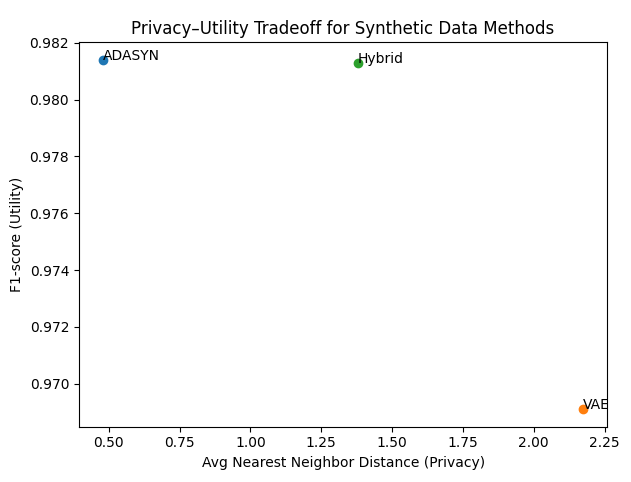 Privacy–Utility Tradeoff for Synthetic Data Methods
F1-score (Utility)
0.982
0.980
0.978
0.976
0.974
0.972
0.970
ADASYN
Hybrid
VAE
0.50 0.75 1.00 1.25 1.50 1.75 2.00 2.25
Avg Nearest Neighbor Distance (Privacy)